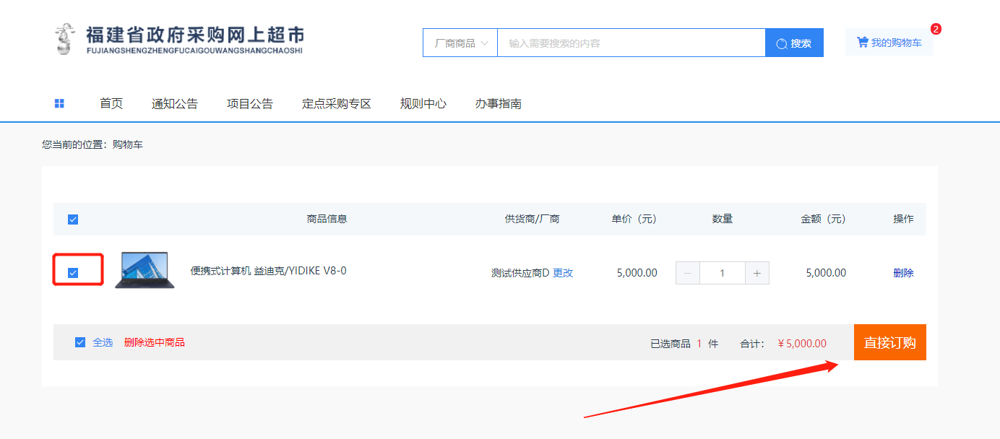 福建省政府采购网上超市
FUJIANGSHENGZHENGFUCAIGOUWANGSHANGCHAOSHI
厂商商品 输入需要搜索的内容 搜索 我的购物车 2
首页 通知公告 项目公告 定点采购专区 规则中心 办事指南
您当前的位置：购物车
商品信息 供货商/厂商 单价（元） 数量 金额（元） 操作
便携式计算机 益迪克/YIDIKE V8-0 测试供应商D 更改 5,000.00 － 1 + 5,000.00 删除
全选 删除选中商品 已选商品 1 件 合计： ¥5,000.00 直接订购